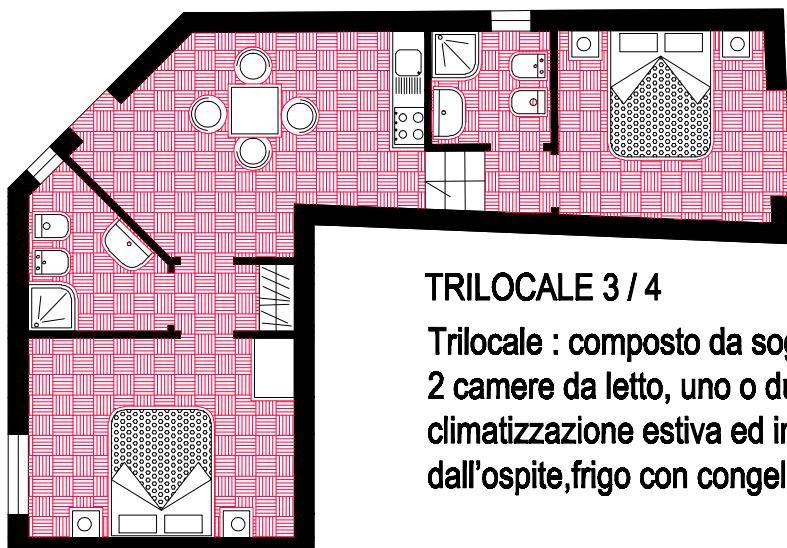 TRILOCALE 3 / 4
Trilocale : composto da sog
2 camere da letto, uno o du
climatizzazione estiva ed in
dall'ospite,frigo con congel